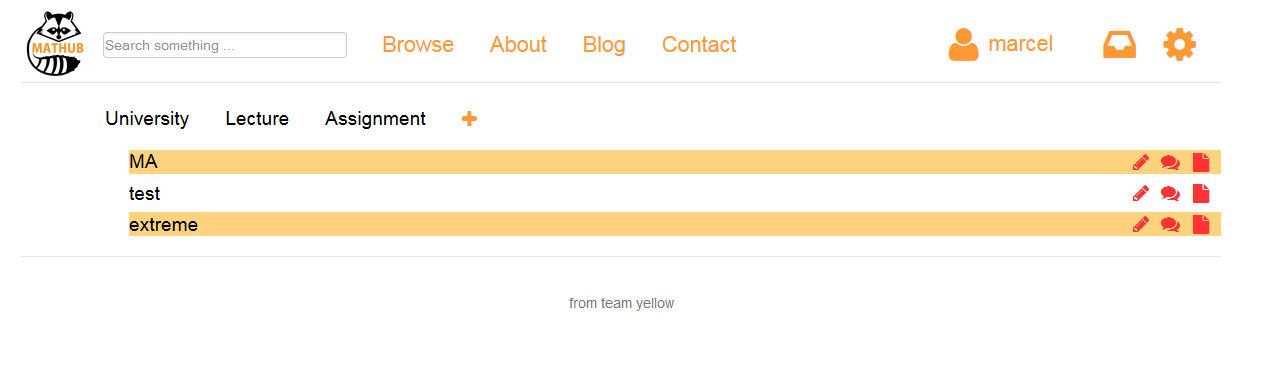 MATHUB
Search something ... Browse About Blog Contact marcel
University Lecture Assignment
MA
test
extreme
from team yellow